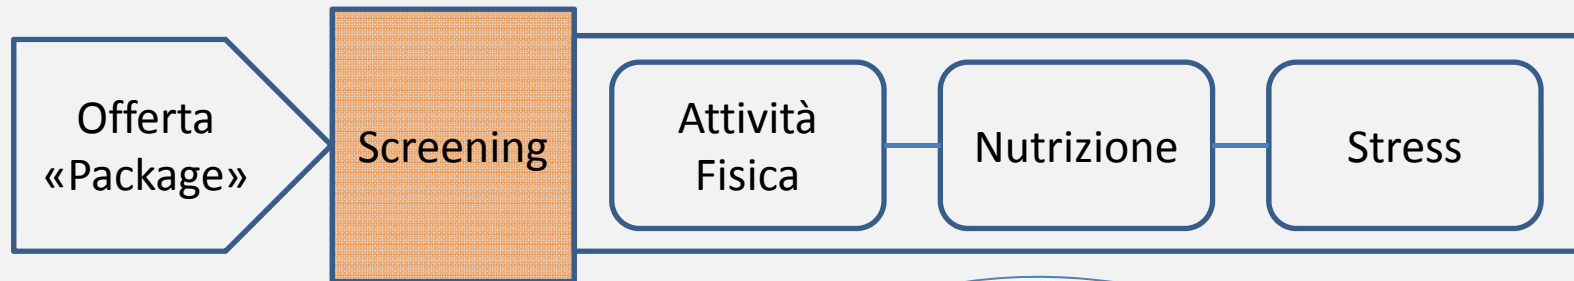 Offerta
«Package»
Screening
Attività
Fisica
Nutrizione
Stress